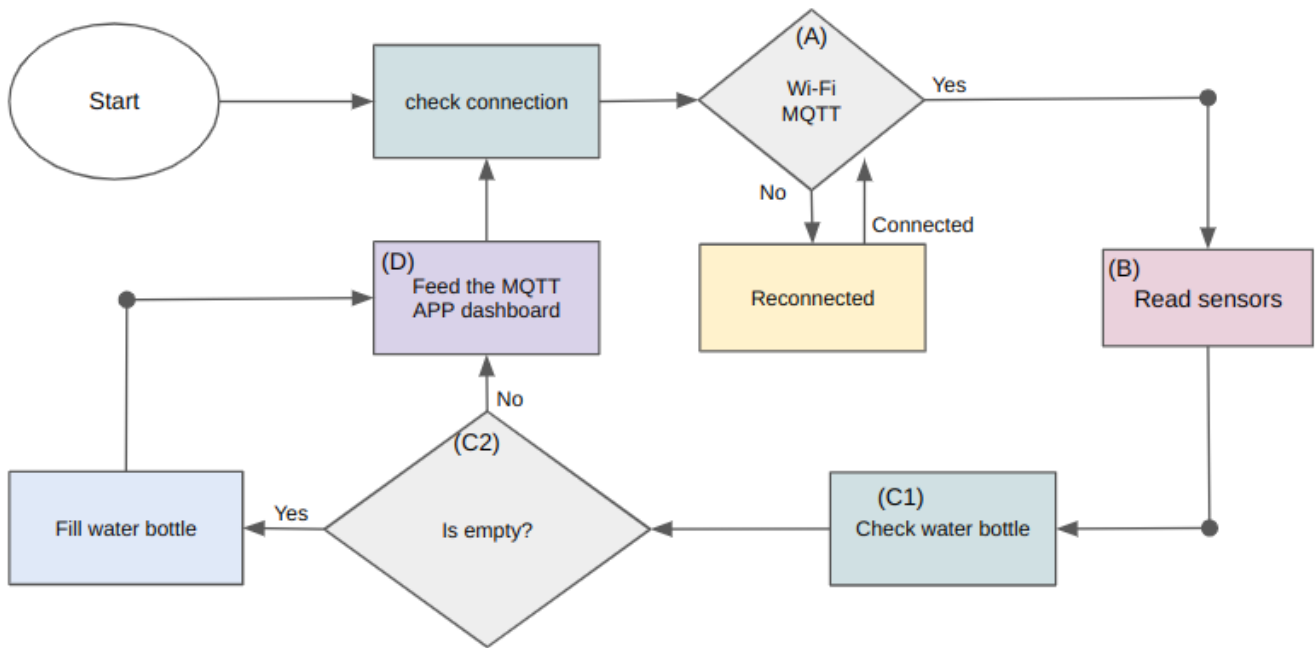 Start
check connection
(A)
Wi-Fi
MQTT
Yes
No
Connected
Reconnected
(B)
Read sensors
(D)
Feed the MQTT
APP dashboard
No
(C2)
Is empty?
Yes
Fill water bottle
(C1)
Check water bottle